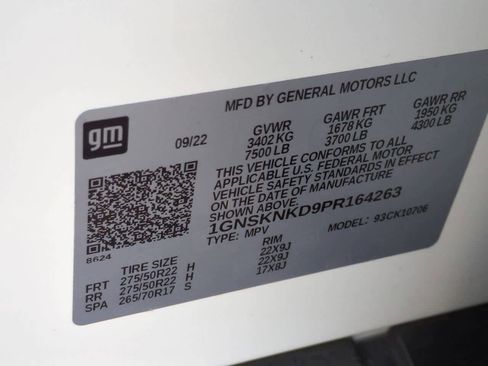 MFD BY GENERAL MOTORS LLC
gm
09/22 GVWR GAWR FRT GAWR RR
3402 KG 1678 KG 1950 KG
7500 LB 3700 LB 4300 LB
THIS VEHICLE CONFORMS TO ALL
APPLICABLE U.S. FEDERAL MOTOR
VEHICLE SAFETY STANDARDS IN EFFECT
ON THE DATE OF MANUFACTURE
SHOWN ABOVE.
1GNSKNKD9PR164263
TYPE: MPV MODEL: 93CK10706
8624
TIRE SIZE RIM
FRT 275/50R22 H 22X9J
RR 275/50R22 H 22X9J
SPA 265/70R17 S 17X8J